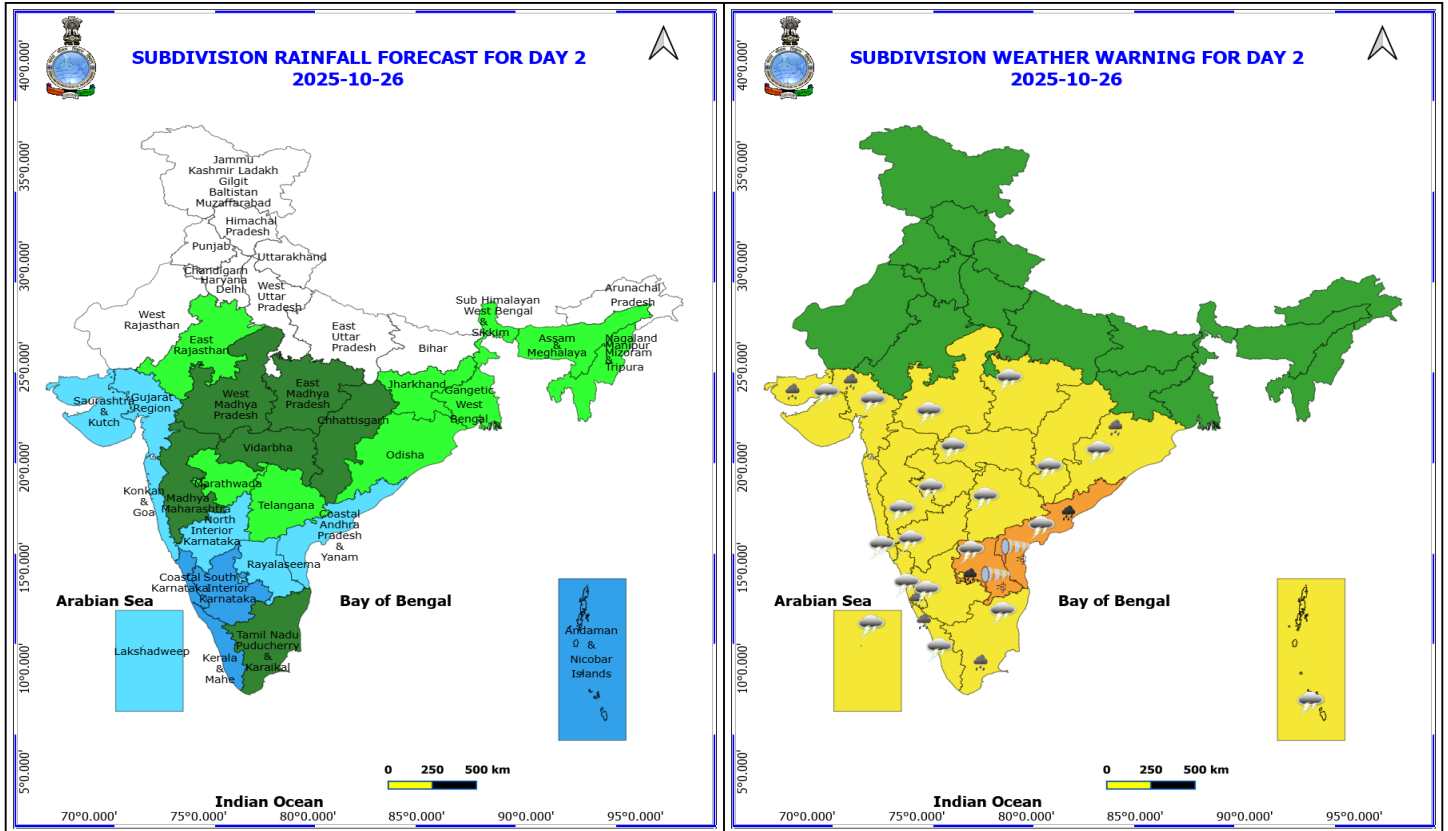 SUBDIVISION RAINFALL FORECAST FOR DAY 2
2025-10-26
40°0.000'
35°0.000'
30°0.000'
25°0.000'
20°0.000'
15°0.000'
10°0.000'
5°0.000'
Jammu
Kashmir Ladakh
Gilgit
Baltistan
Muzaffarabad
Himachal
Pradesh
Punjab
Uttarakhand
Chandigarh
Haryana
Delhi
West
Uttar
Pradesh
West
Rajasthan
East
Rajasthan
East
Uttar
Pradesh
Bihar
Sub Himalayan
West Bengal
&
Sikkim
Arunachal
Pradesh
Assam
&
Meghalaya
Nagaland
Manipur
Mizoram
&
Tripura
Saurashtra
&
Kutch
Gujarat
Region
West
Madhya
Pradesh
East
Madhya
Pradesh
Jharkhand
Gangetic
West
Bengal
Chhattisgarh
Vidarbha
Odisha
Konkan
&
Goa
Madhya
Maharashtra
Marathwada
Telangana
North
Interior
Karnataka
Coastal
Andhra
Pradesh
&
Yanam
Rayalaseema
Coastal
Karnataka
South
Interior
Karnataka
Arabian Sea
Bay of Bengal
Lakshadweep
Kerala
&
Mahe
Tamil Nadu
Puducherry
&
Karaikal
Andaman
&
Nicobar
Islands
0 250 500 km
Indian Ocean
70°0.000' 75°0.000' 80°0.000' 85°0.000' 90°0.000' 95°0.000'
SUBDIVISION WEATHER WARNING FOR DAY 2
2025-10-26
40°0.000'
35°0.000'
30°0.000'
25°0.000'
20°0.000'
15°0.000'
10°0.000'
5°0.000'
Arabian Sea
Bay of Bengal
0 250 500 km
Indian Ocean
70°0.000' 75°0.000' 80°0.000' 85°0.000' 90°0.000' 95°0.000'